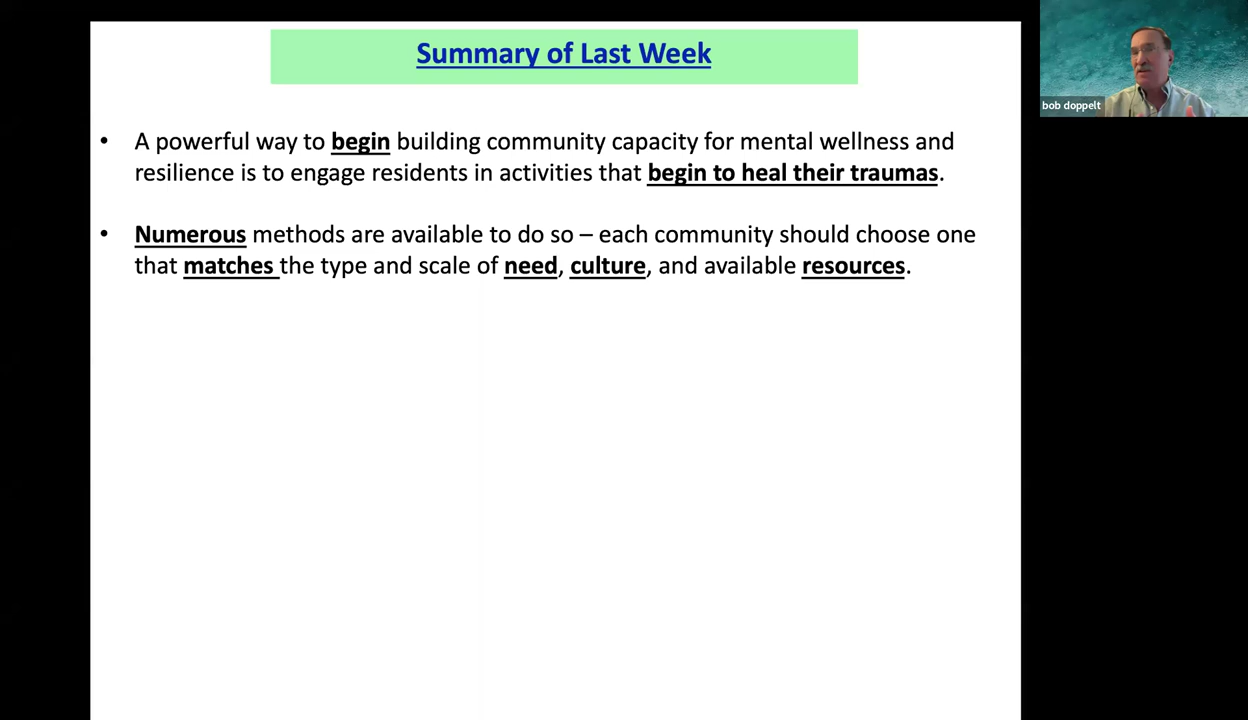 Summary of Last Week
bob doppelt
• A powerful way to begin building community capacity for mental wellness and
resilience is to engage residents in activities that begin to heal their traumas.
• Numerous methods are available to do so – each community should choose one
that matches the type and scale of need, culture, and available resources.